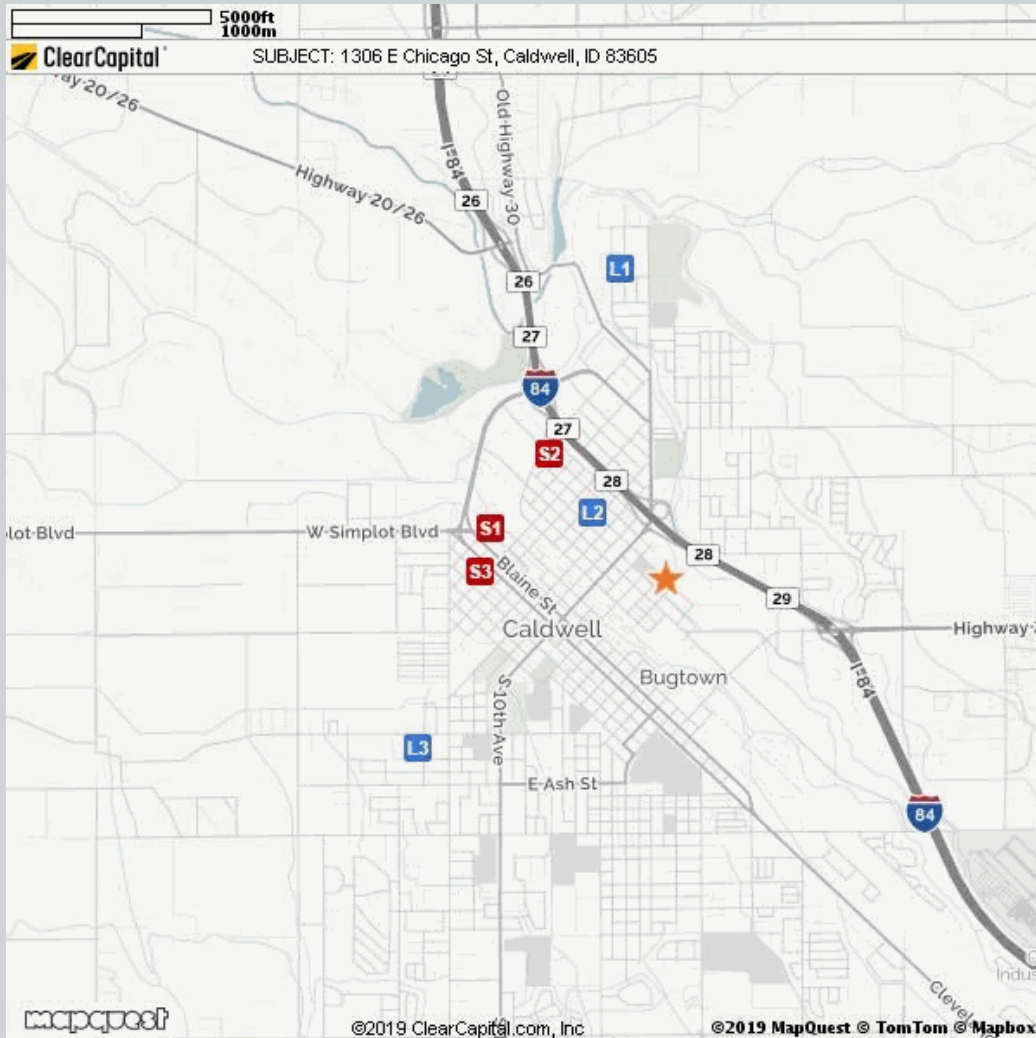 5000ft
1000m
ClearCapital
SUBJECT: 1306 E Chicago St, Caldwell, ID 83605
way-20/26
Old-Highway-30
I-84
Highway-20/26
26
26
L1
27
84
27
S2
28
L2
lot-Blvd
W-Simplot-Blvd
S1
28
S3
Blaine St
29
Caldwell
Highway-2
Bugtown
I-84
S-10th-Ave
L3
E-Ash-St
84
Indus
Clevel
mapquest
©2019 ClearCapital.com, Inc
©2019 MapQuest © TomTom © Mapbox